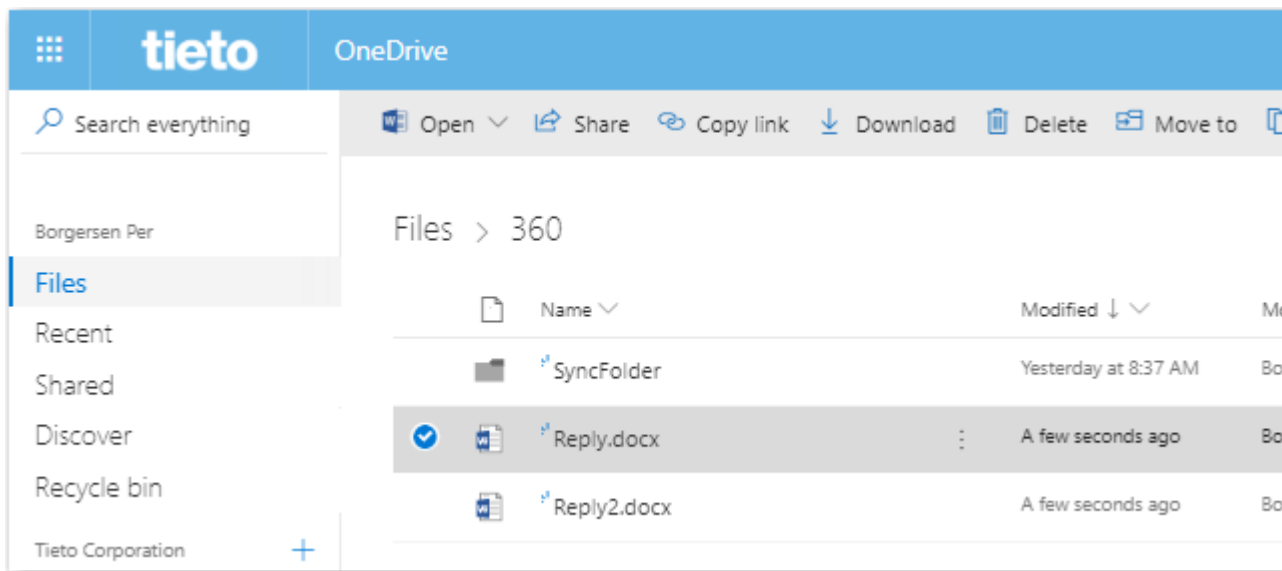 tieto OneDrive
Search everything
Open Share Copy link Download Delete Move to
Borgersen Per
Files
Recent
Shared
Discover
Recycle bin
Tieto Corporation
Files > 360
Name Modified
SyncFolder Yesterday at 8:37 AM
Reply.docx A few seconds ago
Reply2.docx A few seconds ago